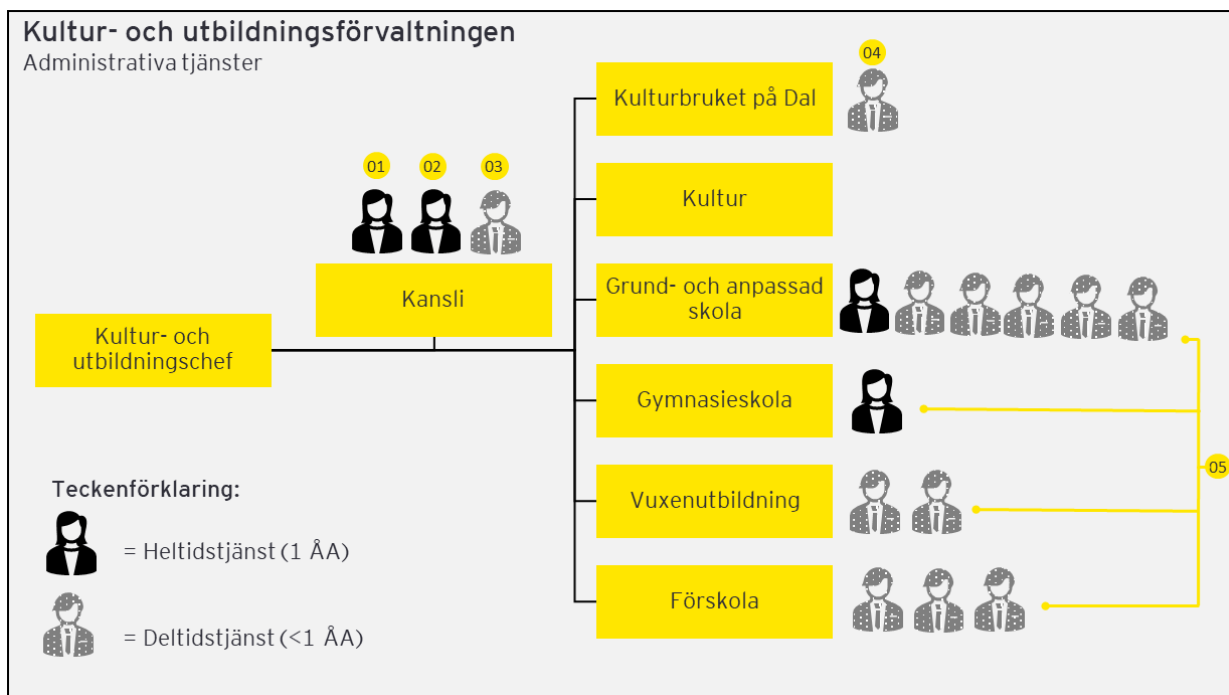 Kultur- och utbildningsförvaltningen
Administrativa tjänster
04
Kulturbruket på Dal
01
02
03
Kultur
Kansli
Grund- och anpassad
skola
Kultur- och
utbildningschef
Gymnasieskola
05
Teckenförklaring:
Vuxenutbildning
= Heltidstjänst (1 ÅA)
Förskola
= Deltidstjänst (<1 ÅA)